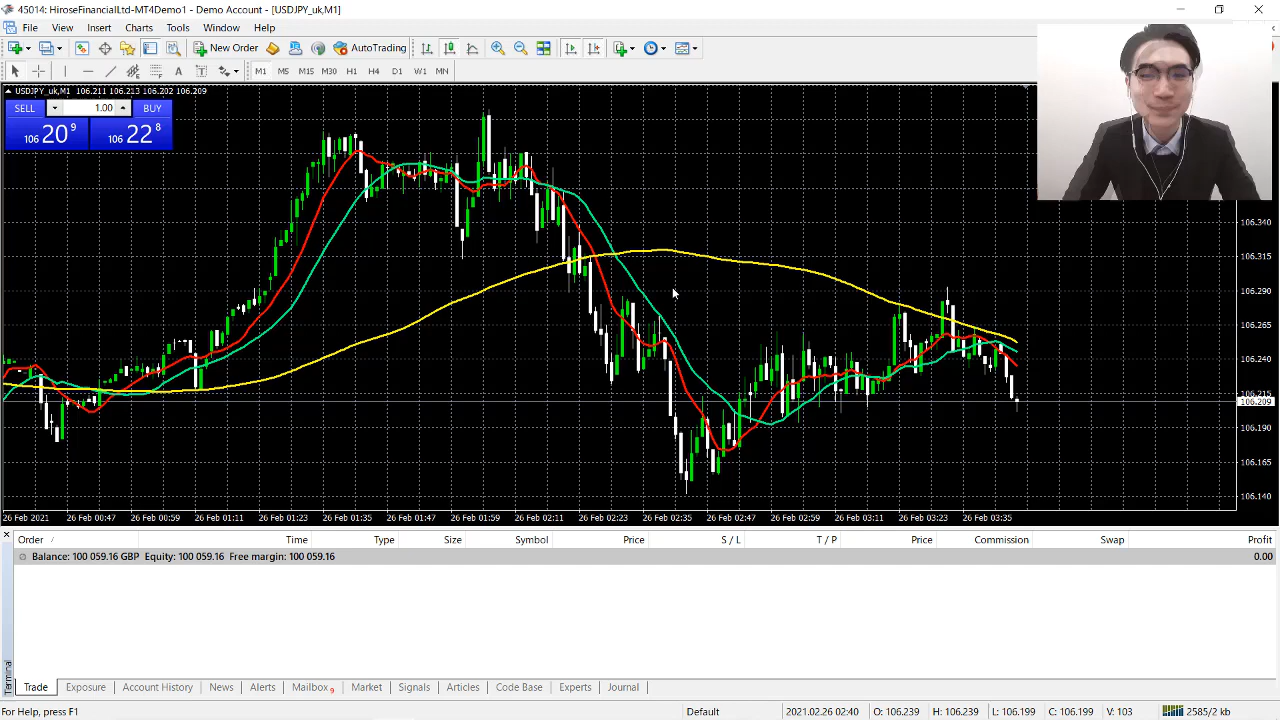 45014: HiroseFinancialLtd-MT4Demo1 - Demo Account - [USDJPY_uk,M1]
File View Insert Charts Tools Window Help
New Order AutoTrading
A T M1 M5 M15 M30 H1 H4 D1 W1 MN
USDJPY_uk,M1 106.211 106.213 106.202 106.209
SELL 1.00 BUY
106 20 9 106 22 8
106.340
106.315
106.290
106.265
106.240
106.215
106.209
106.190
106.165
106.140
26 Feb 2021 26 Feb 00:47 26 Feb 00:59 26 Feb 01:11 26 Feb 01:23 26 Feb 01:35 26 Feb 01:47 26 Feb 01:59 26 Feb 02:11 26 Feb 02:23 26 Feb 02:35 26 Feb 02:47 26 Feb 02:59 26 Feb 03:11 26 Feb 03:23 26 Feb 03:35
Order Time Type Size Symbol Price S / L T / P Price Commission Swap Profit
Balance: 100 059.16 GBP Equity: 100 059.16 Free margin: 100 059.16 0.00
Terminal
Trade Exposure Account History News Alerts Mailbox 9 Market Signals Articles Code Base Experts Journal
For Help, press F1 Default 2021.02.26 02:40 O: 106.239 H: 106.239 L: 106.199 C: 106.199 V: 103 2585/2 kb